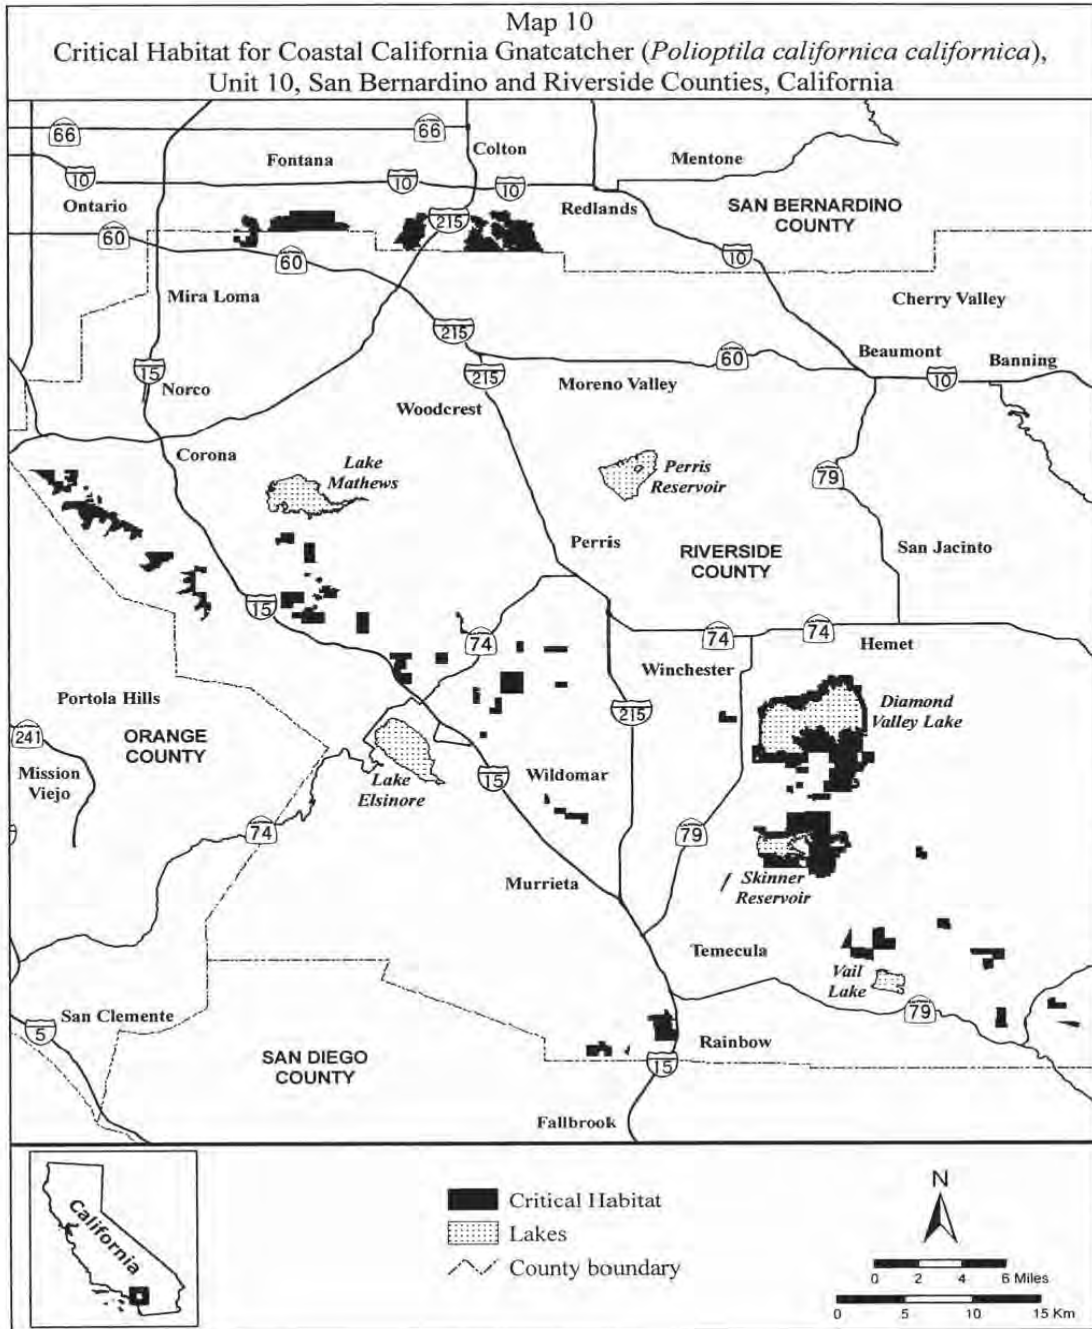 Map 10
Critical Habitat for Coastal California Gnatcatcher (Polioptila californica californica),
Unit 10, San Bernardino and Riverside Counties, California
66
66
Colton
Fontana
Mentone
10
10
10
Ontario
Redlands
SAN BERNARDINO
COUNTY
215
60
10
60
Mira Loma
Cherry Valley
215
60
Beaumont
Banning
15
215
10
Norco
Moreno Valley
Woodcrest
Corona
Lake
Mathews
Perris
Reservoir
79
Perris
RIVERSIDE
COUNTY
San Jacinto
15
74
74
74
Hemet
Winchester
Portola Hills
Diamond
Valley Lake
215
241
ORANGE
COUNTY
Mission
Viejo
Lake
Elsinore
15
Wildomar
74
79
Murrieta
Skinner
Reservoir
Temecula
Vail
Lake
79
San Clemente
5
Rainbow
SAN DIEGO
COUNTY
15
Fallbrook
California
Critical Habitat
Lakes
County boundary
N
0 2 4 6 Miles
0 5 10 15 Km